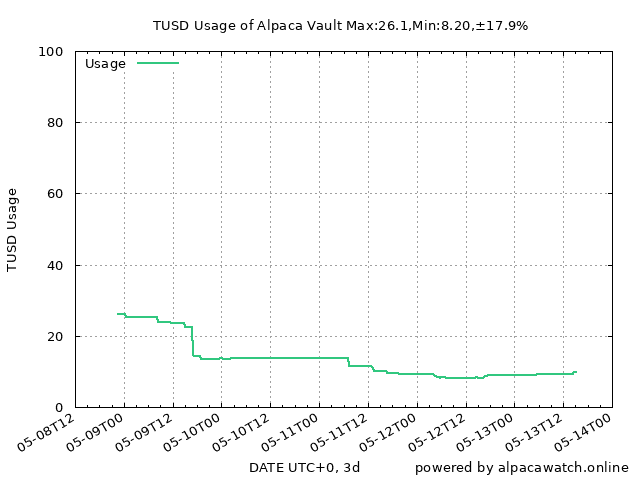 TUSD Usage of Alpaca Vault Max:26.1,Min:8.20,±17.9%
Usage
TUSD Usage
100
80
60
40
20
0
05-08T12
05-09T00
05-09T12
05-10T00
05-10T12
05-11T00
05-11T12
05-12T00
05-12T12
05-13T00
05-13T12
05-14T00
DATE UTC+0, 3d
powered by alpacawatch.online